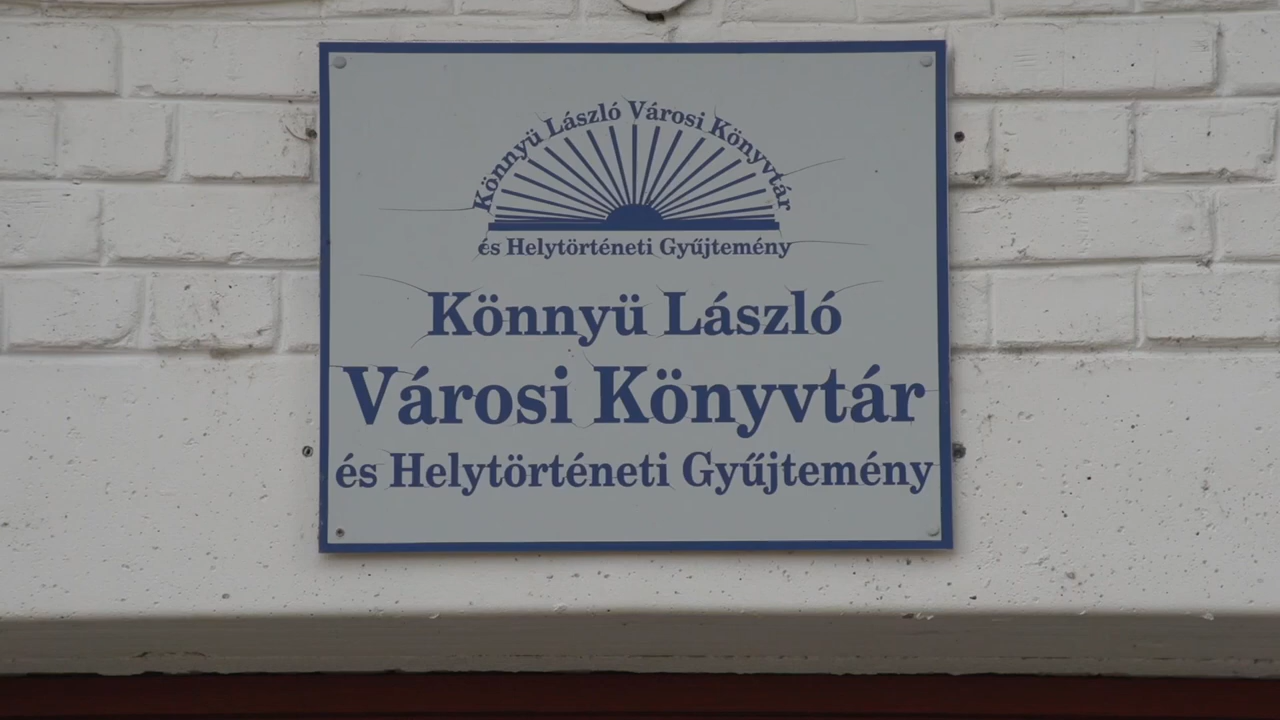 Könnyü László Városi Könyvtár
és Helytörténeti Gyűjtemény
Könnyü László
Városi Könyvtár
és Helytörténeti Gyűjtemény